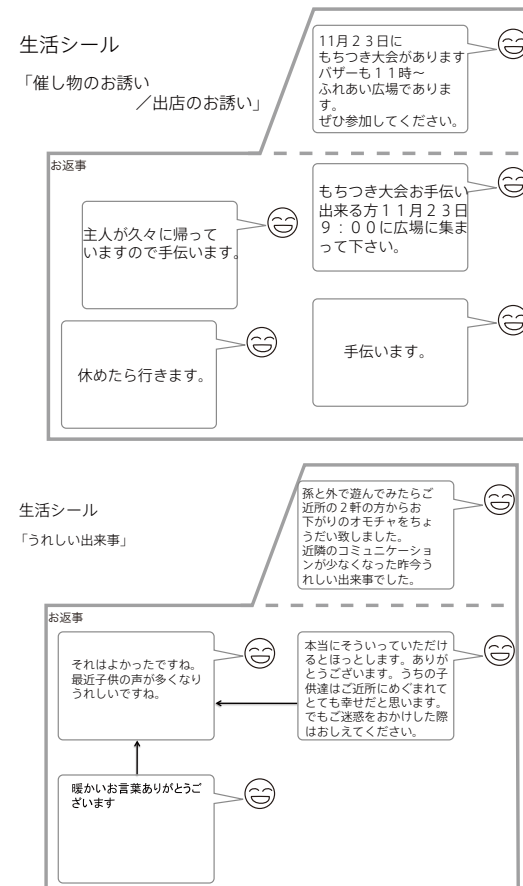 生活シール
「催し物のお誘い
／出店のお誘い」
11月２３日に
もちつき大会があります
バザーも１１時～
ふれあい広場でありま
す。
ぜひ参加してください。
お返事
もちつき大会お手伝い
出来る方１１月２３日
９：００に広場に集ま
って下さい。
主人が久々に帰って
いますので手伝います。
手伝います。
休めたら行きます。
生活シール
「うれしい出来事」
孫と外で遊んでみたらご
近所の２軒の方からお
下がりのオモチャをちょ
うだい致しました。
近隣のコミュニケーショ
ンが少なくなった昨今う
れしい出来事でした。
お返事
それはよかったですね。
最近子供の声が多くなり
うれしいですね。
本当にそういっていただけ
るとほっとします。ありが
とうございます。うちの子
供達はご近所にめぐまれて
とても幸せだと思います。
でもご迷惑をおかけした際
はおしえてください。
暖かいお言葉ありがとうご
ざいます